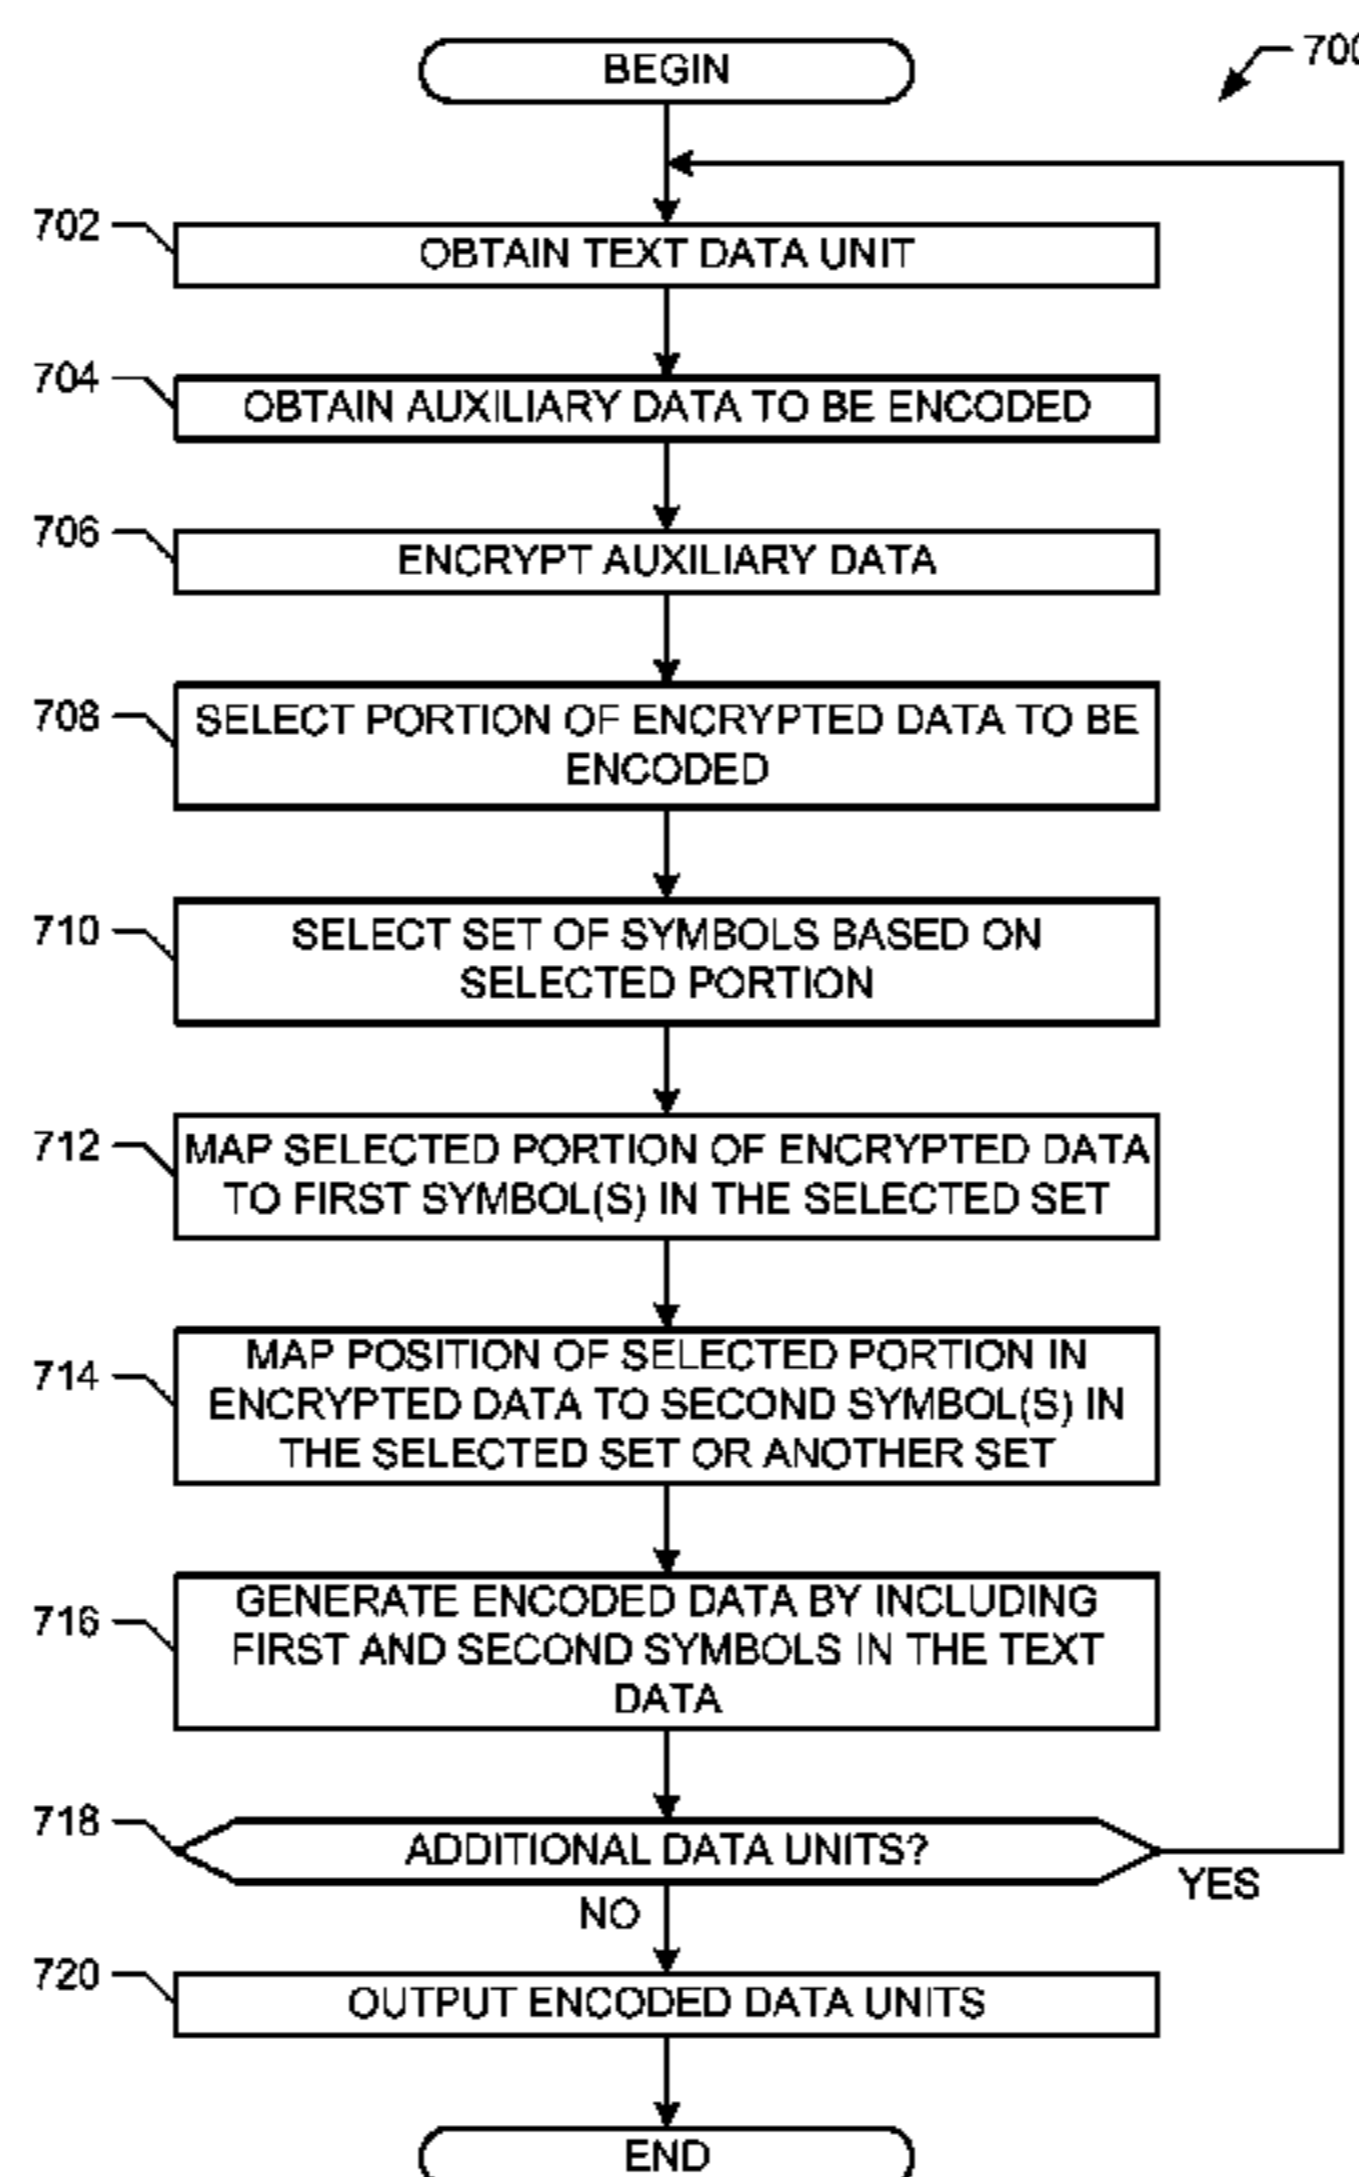 BEGIN
700
702
OBTAIN TEXT DATA UNIT
704
OBTAIN AUXILIARY DATA TO BE ENCODED
706
ENCRYPT AUXILIARY DATA
708
SELECT PORTION OF ENCRYPTED DATA TO BE
ENCODED
710
SELECT SET OF SYMBOLS BASED ON
SELECTED PORTION
712
MAP SELECTED PORTION OF ENCRYPTED DATA
TO FIRST SYMBOL(S) IN THE SELECTED SET
714
MAP POSITION OF SELECTED PORTION IN
ENCRYPTED DATA TO SECOND SYMBOL(S) IN
THE SELECTED SET OR ANOTHER SET
716
GENERATE ENCODED DATA BY INCLUDING
FIRST AND SECOND SYMBOLS IN THE TEXT
DATA
718
ADDITIONAL DATA UNITS?
YES
NO
720
OUTPUT ENCODED DATA UNITS
END